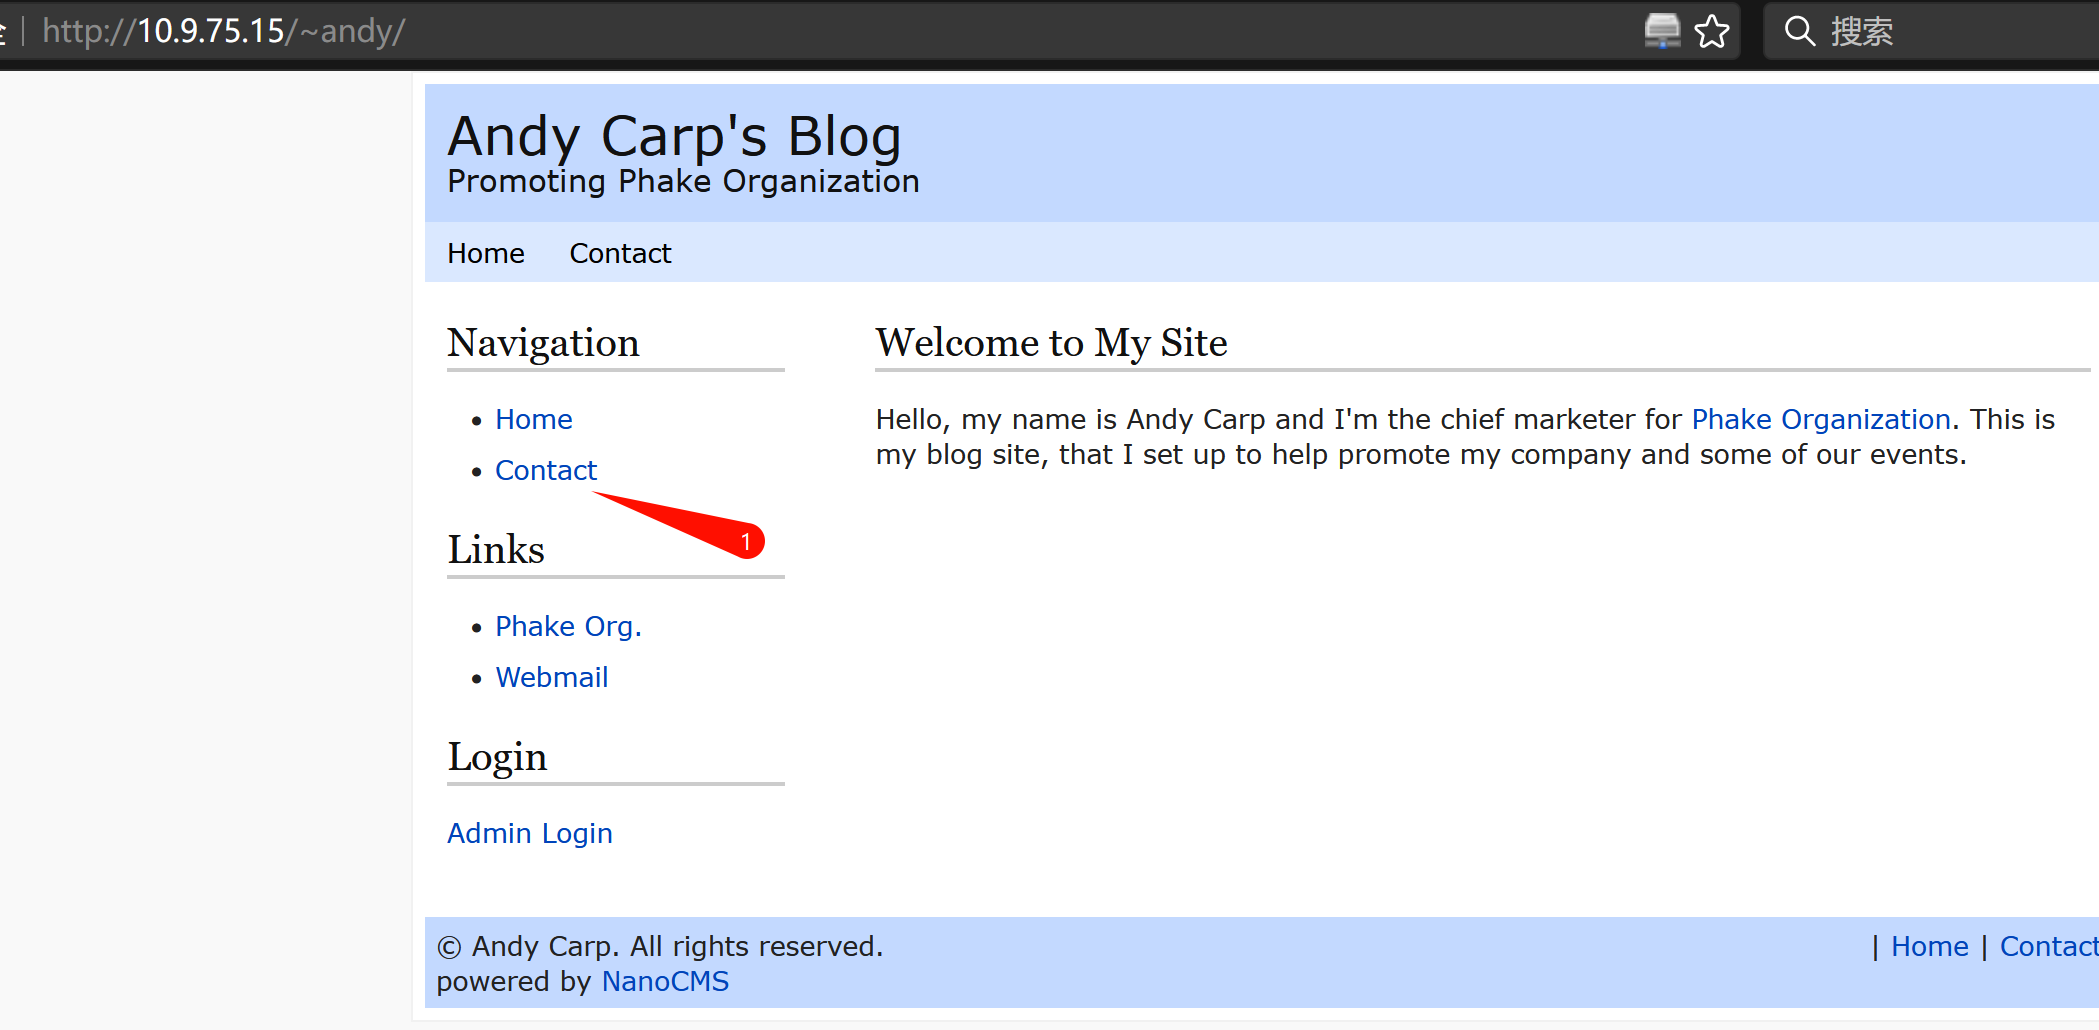 http://10.9.75.15/~andy/ 搜索
Andy Carp's Blog
Promoting Phake Organization
Home Contact
Navigation
Home
Contact
1
Links
Phake Org.
Webmail
Login
Admin Login
Welcome to My Site
Hello, my name is Andy Carp and I'm the chief marketer for Phake Organization. This is
my blog site, that I set up to help promote my company and some of our events.
© Andy Carp. All rights reserved.
powered by NanoCMS
| Home | Contact